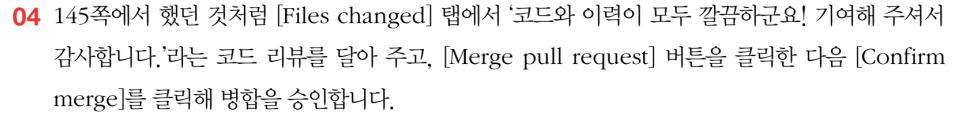 04 145쪽에서 했던 것처럼 [Files changed] 탭에서 ‘코드와 이력이 모두 깔끔하군요! 기여해 주셔서
감사합니다.’라는 코드 리뷰를 달아 주고, [Merge pull request] 버튼을 클릭한 다음 [Confirm
merge]를 클릭해 병합을 승인합니다.